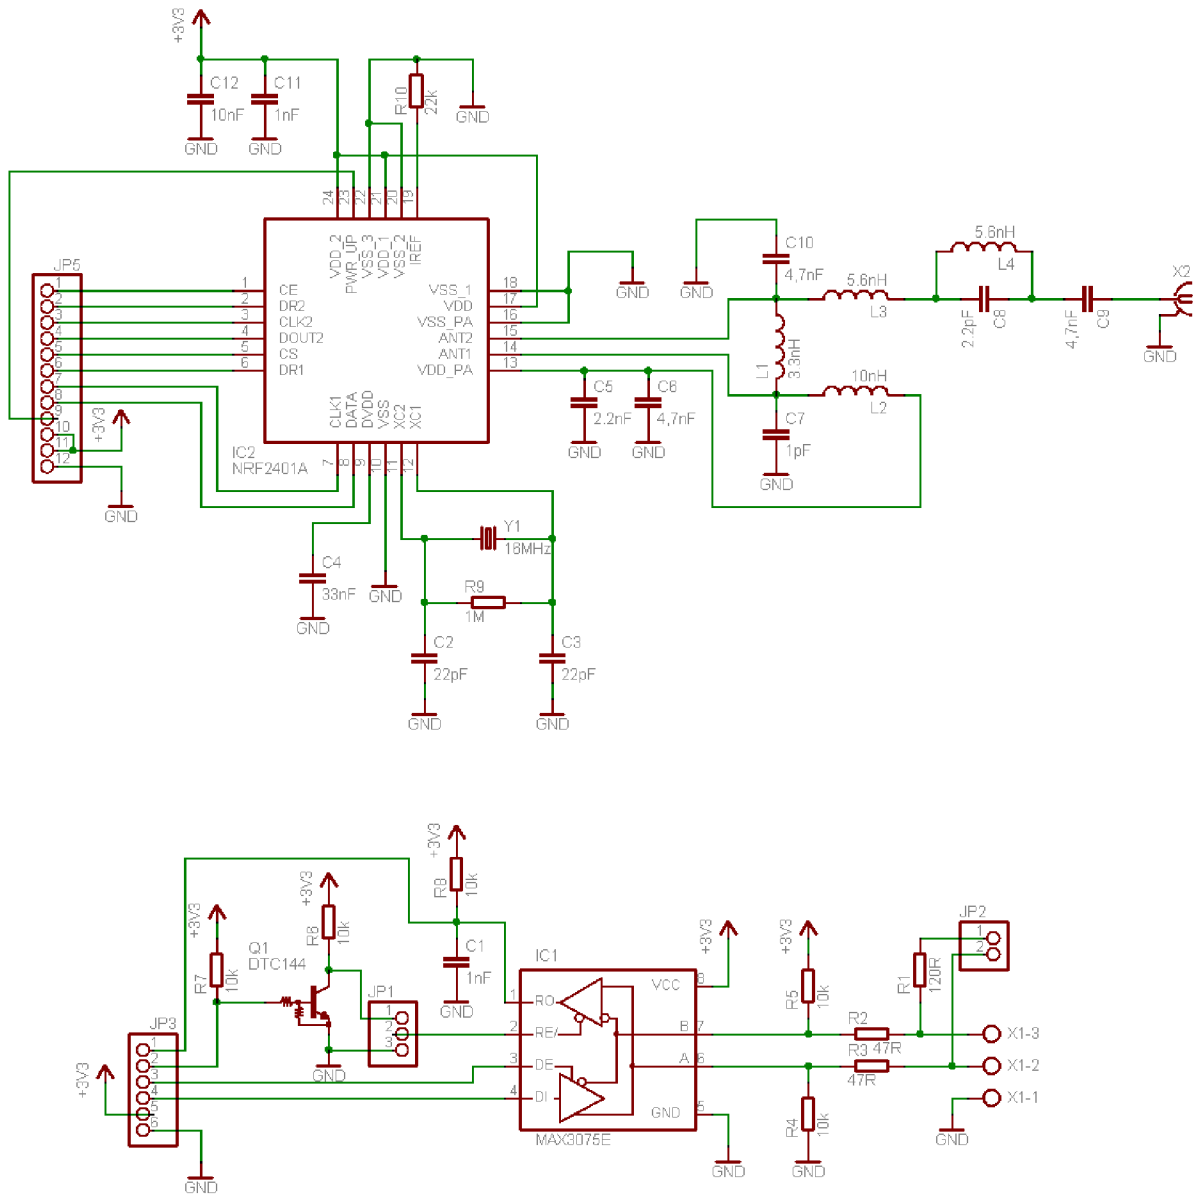 +3V3
C12
10nF
GND
C11
1nF
GND
R10
22k
GND
24
23
22
21
20
19
VDD_2
PWR_UP
VSS_3
VDD_1
VSS_2
IREF
JP5
1
2
3
4
5
6
7
8
9
10
11
12
+3V3
GND
1
2
3
4
5
6
CE
DR2
CLK2
DOUT2
CS
DR1
VSS_1
VDD
VSS_PA
ANT2
ANT1
VDD_PA
18
17
16
15
14
13
CLK1
DATA
DVDD
VSS
XC2
XC1
7
8
9
10
11
12
IC2
NRF2401A
GND
GND
C10
4,7nF
5.6nH
L3
5.6nH
L4
2.2pF
C8
4,7nF
C9
X2
GND
L1
3.3nH
10nH
L2
C5
2.2nF
GND
C6
4,7nF
GND
C7
1pF
GND
C4
33nF
GND
GND
Y1
16MHz
R9
1M
C2
22pF
GND
C3
22pF
GND
+3V3
R8
10k
C1
1nF
GND
+3V3
R6
10k
+3V3
R7
10k
Q1
DTC144
GND
JP1
1
2
3
JP3
1
2
3
4
5
6
+3V3
GND
IC1
1
2
3
4
RO
RE/
DE
DI
VCC
B
A
GND
8
7
6
5
MAX3075E
+3V3
GND
+3V3
R5
10k
R4
10k
GND
R2
47R
R3
47R
R1
120R
JP2
1
2
X1-3
X1-2
X1-1
GND